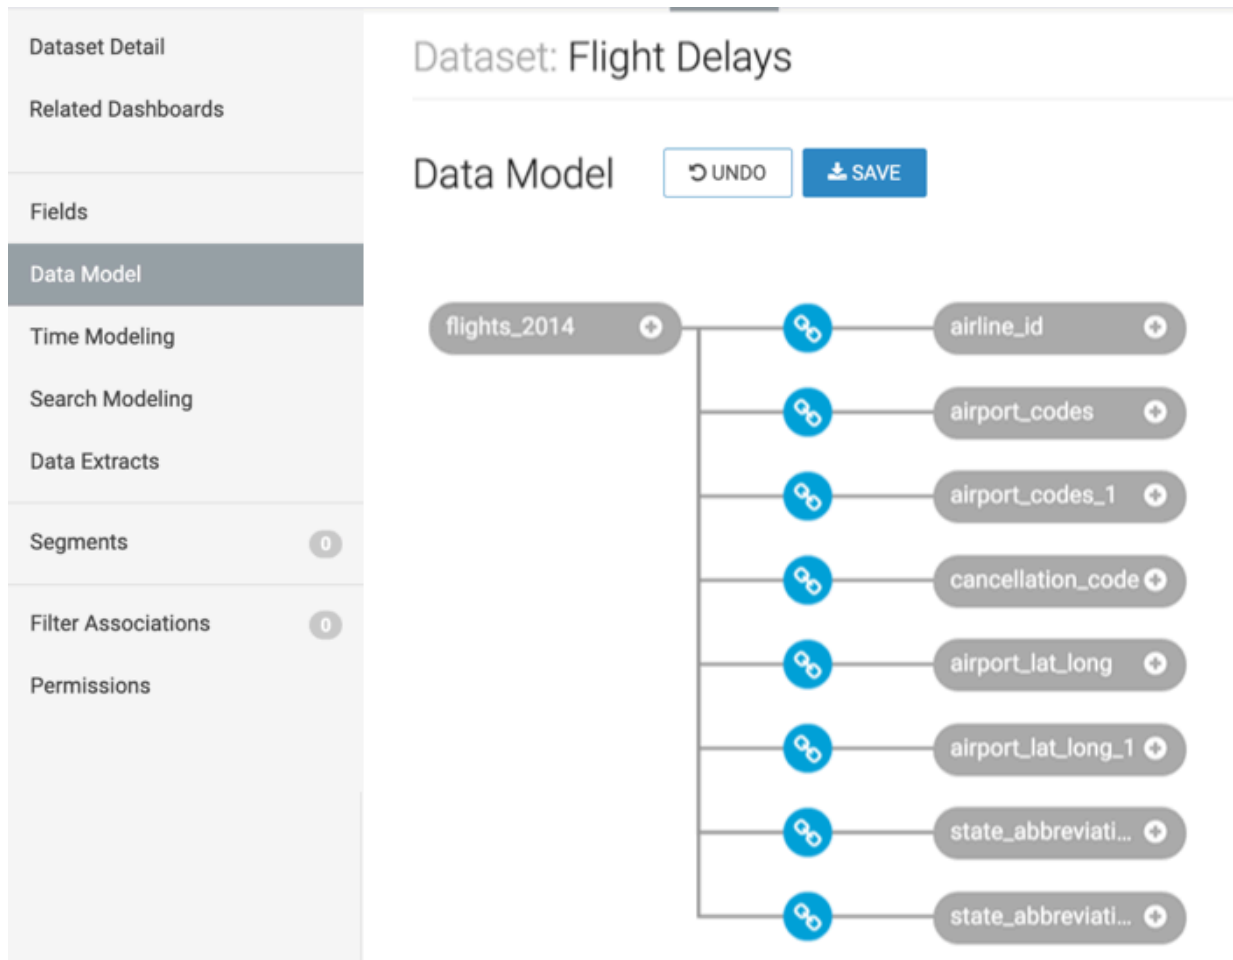 Dataset Detail
Related Dashboards
Fields
Data Model
Time Modeling
Search Modeling
Data Extracts
Segments 0
Filter Associations 0
Permissions
Dataset: Flight Delays
Data Model UNDO SAVE
flights_2014 airline_id
airport_codes
airport_codes_1
cancellation_code
airport_lat_long
airport_lat_long_1
state_abbreviati...
state_abbreviati...